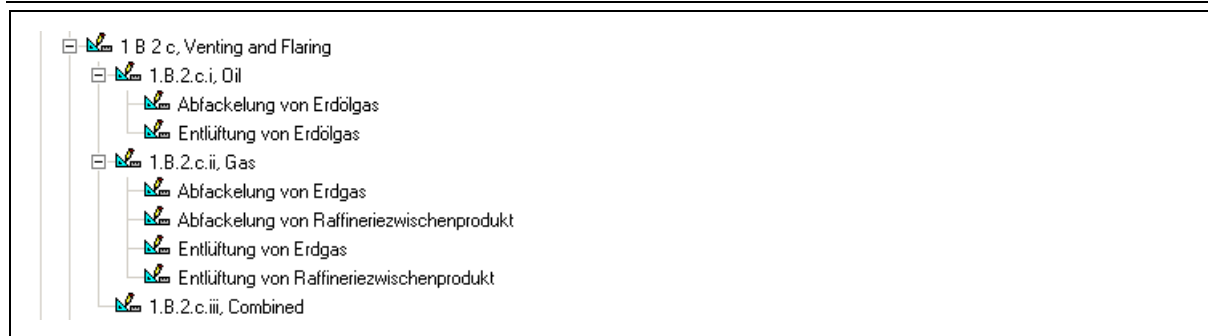 1 B 2 c, Venting and Flaring
1.B.2.c.i, Oil
Abfackelung von Erdölgas
Entlüftung von Erdölgas
1.B.2.c.ii, Gas
Abfackelung von Erdgas
Abfackelung von Raffineriezwischenprodukt
Entlüftung von Erdgas
Entlüftung von Raffineriezwischenprodukt
1.B.2.c.iii, Combined